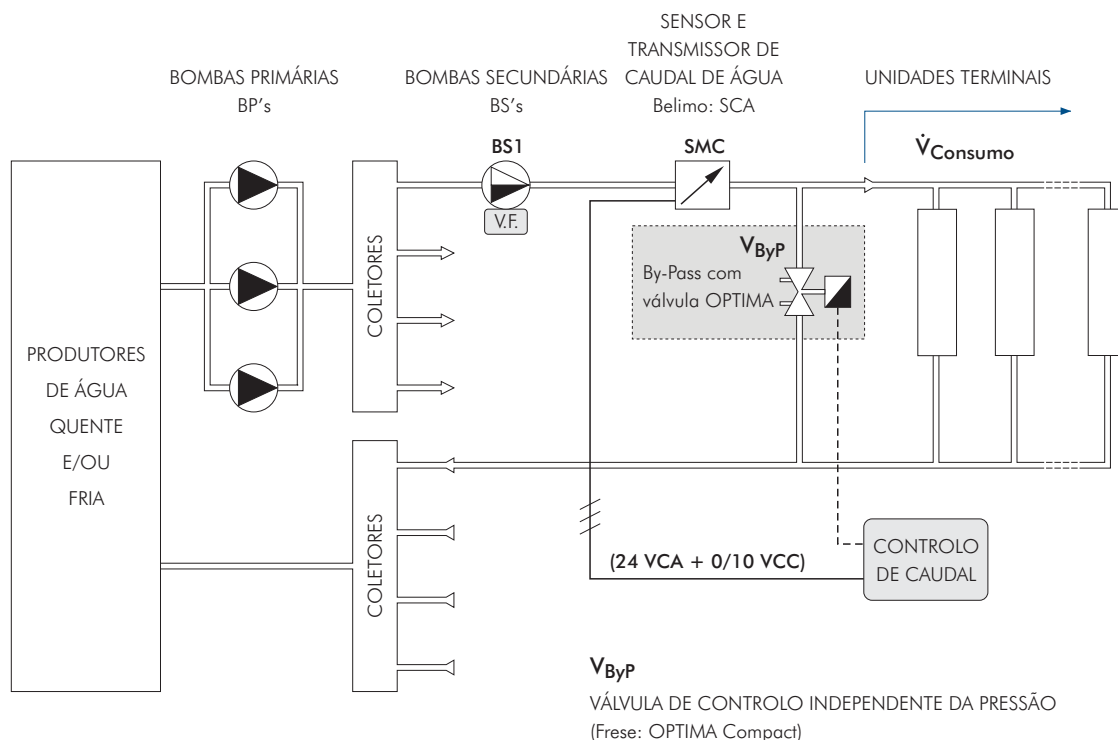 SENSOR E
TRANSMISSOR DE
CAUDAL DE ÁGUA
Belimo: SCA
BOMBAS PRIMÁRIAS
BP's
BOMBAS SECUNDÁRIAS
BS's
UNIDADES TERMINAIS
BS1
SMC
V̇Consumo
V.F.
COLETORES
VByP
By-Pass com
válvula OPTIMA
PRODUTORES
DE ÁGUA
QUENTE
E/OU
FRIA
COLETORES
(24 VCA + 0/10 VCC)
CONTROLO
DE CAUDAL
VByP
VÁLVULA DE CONTROLO INDEPENDENTE DA PRESSÃO
(Frese: OPTIMA Compact)